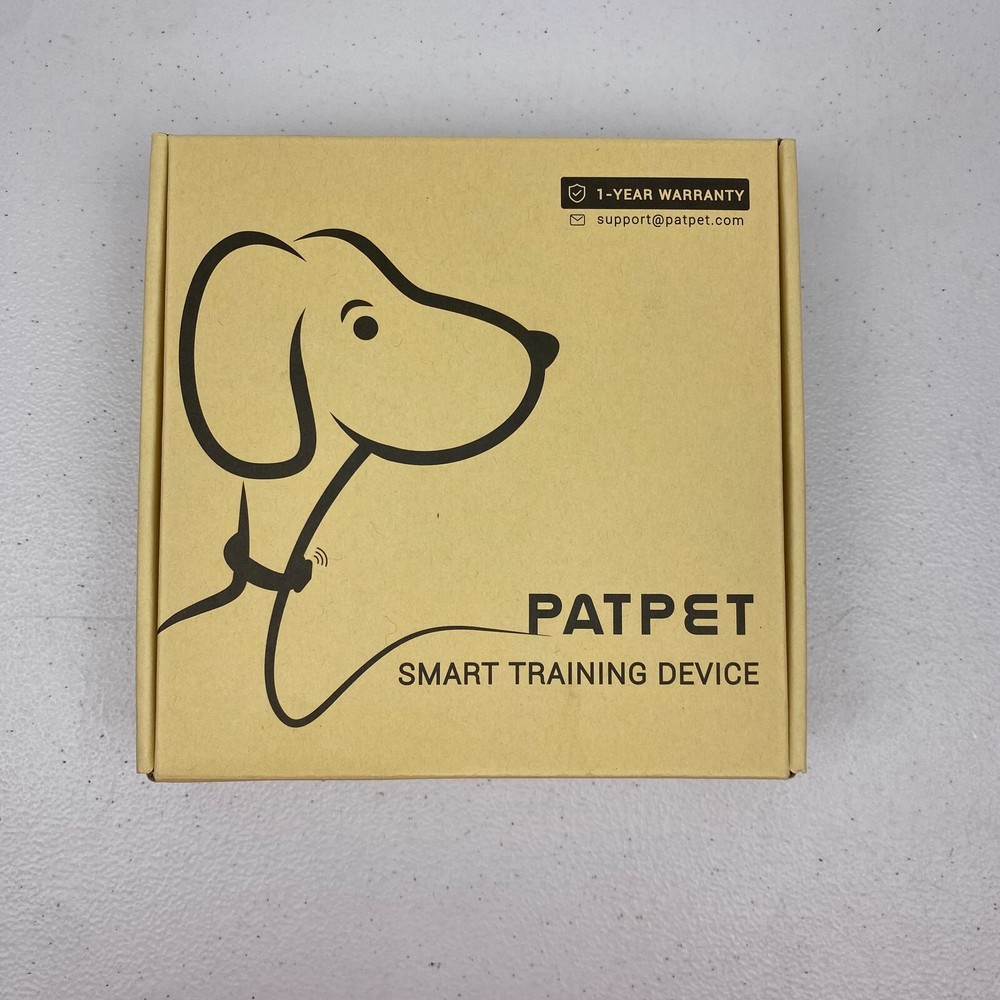 1-YEAR WARRANTY
support@patpet.com
PATPET
SMART TRAINING DEVICE